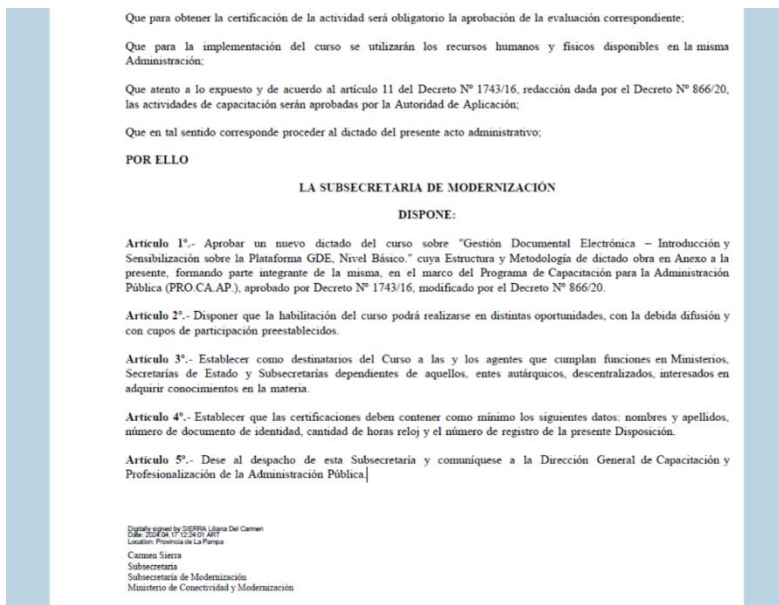 Que para obtener la certificación de la actividad será obligatorio la aprobación de la evaluación correspondiente;
Que para la implementación del curso se utilizarán los recursos humanos y físicos disponibles en la misma
Administración;
Que atento a lo expuesto y de acuerdo al artículo 11 del Decreto Nº 1743/16, redacción dada por el Decreto Nº 866/20,
las actividades de capacitación serán aprobadas por la Autoridad de Aplicación;
Que en tal sentido corresponde proceder al dictado del presente acto administrativo;
POR ELLO
LA SUBSECRETARIA DE MODERNIZACIÓN
DISPONE:
Artículo 1º.- Aprobar un nuevo dictado del curso sobre "Gestión Documental Electrónica – Introducción y
Sensibilización sobre la Plataforma GDE, Nivel Básico." cuya Estructura y Metodología de dictado obra en Anexo a la
presente, formando parte integrante de la misma, en el marco del Programa de Capacitación para la Administración
Pública (PRO.CA.AP.), aprobado por Decreto Nº 1743/16, modificado por el Decreto Nº 866/20.
Artículo 2º.- Disponer que la habilitación del curso podrá realizarse en distintas oportunidades, con la debida difusión y
con cupos de participación preestablecidos.
Artículo 3º.- Establecer como destinatarios del Curso a las y los agentes que cumplan funciones en Ministerios,
Secretarías de Estado y Subsecretarías dependientes de aquellos, entes autárquicos, descentralizados, interesados en
adquirir conocimientos en la materia.
Artículo 4º.- Establecer que las certificaciones deben contener como mínimo los siguientes datos: nombres y apellidos,
número de documento de identidad, cantidad de horas reloj y el número de registro de la presente Disposición.
Artículo 5º.- Dese al despacho de esta Subsecretaría y comuníquese a la Dirección General de Capacitación y
Profesionalización de la Administración Pública.
Digitally signed by SIERRA Liliana Del Carmen
Date: 2024.04.17 12:24:01 ART
Location: Provincia de La Pampa
Carmen Sierra
Subsecretaria
Subsecretaría de Modernización
Ministerio de Conectividad y Modernización